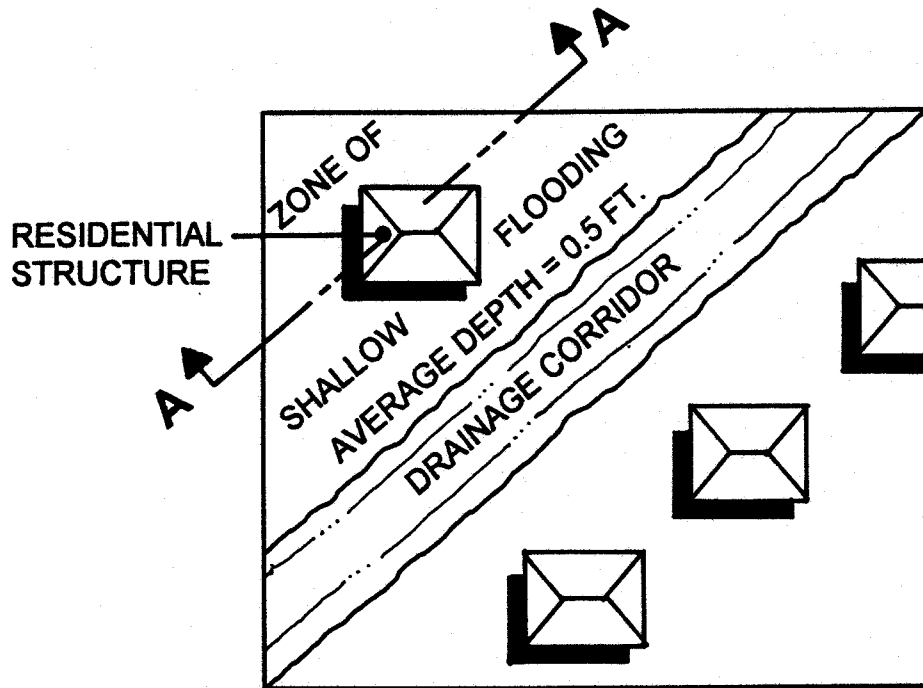 A
A
ZONE OF
FLOODING
RESIDENTIAL
STRUCTURE
SHALLOW
AVERAGE DEPTH = 0.5 FT.
DRAINAGE CORRIDOR